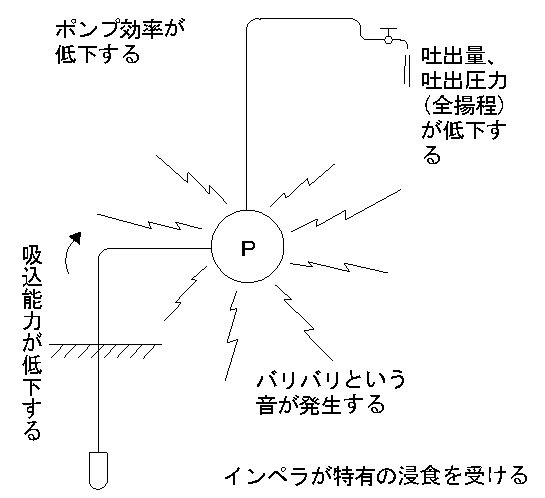 ポンプ効率が
低下する
吐出量、
吐出圧力
(全揚程)
が低下す
る
P
吸込能力が低下する
バリバリという
音が発生する
インペラが特有の浸食を受ける